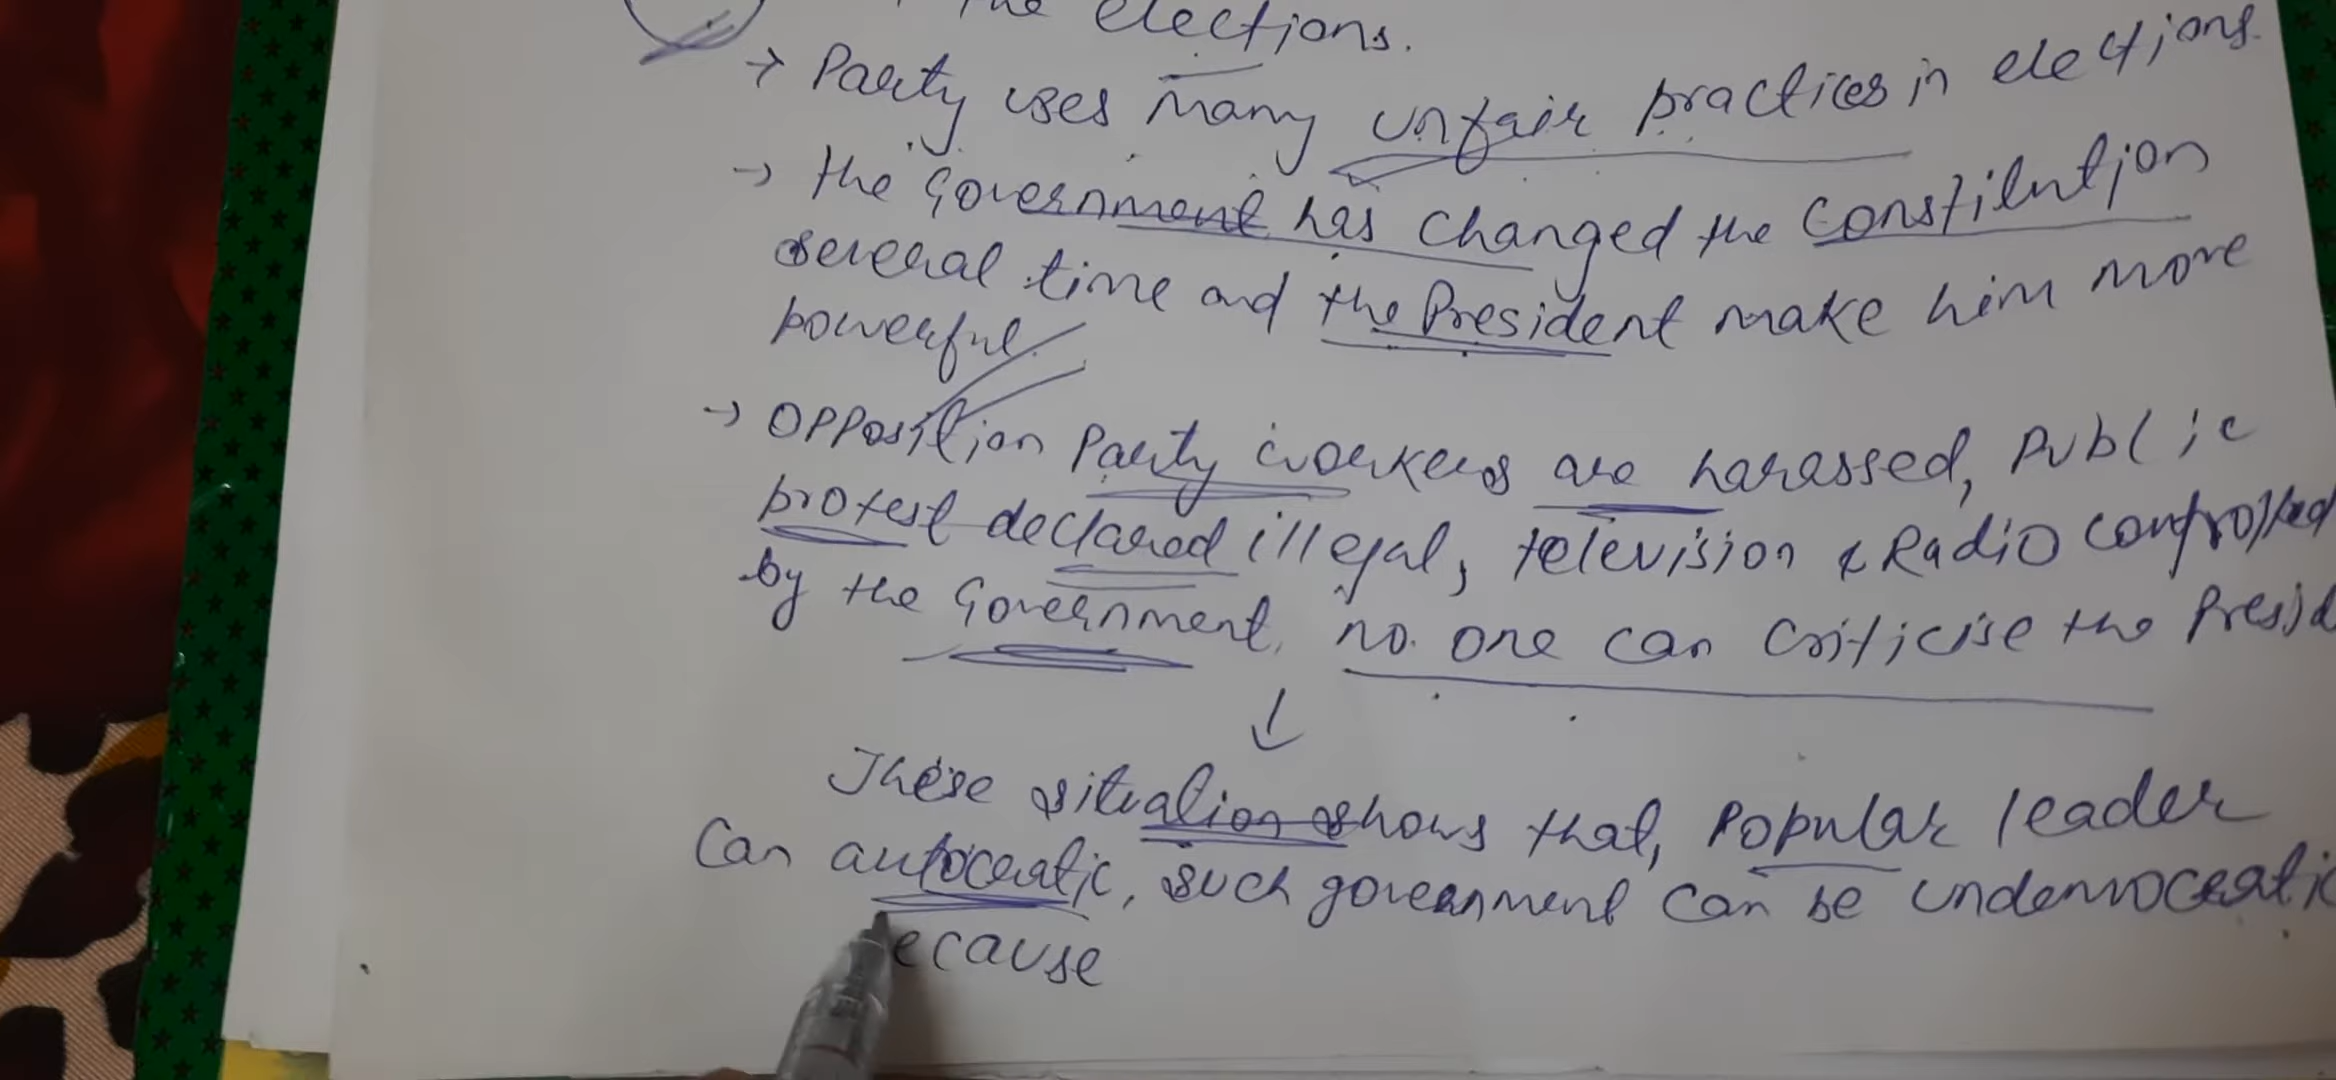 the elections.
→ Party uses many unfair practices in elections.
→ the Government has changed the Constitution
several time and the President make him more
powerful.
→ Opposition Party workers are harassed, Public
protest declared illegal, television & Radio controlled
by the Government, no one can criticise the Presid
These situation shows that, Popular leader
Can autocratic, such government can be undemocratic
ecause